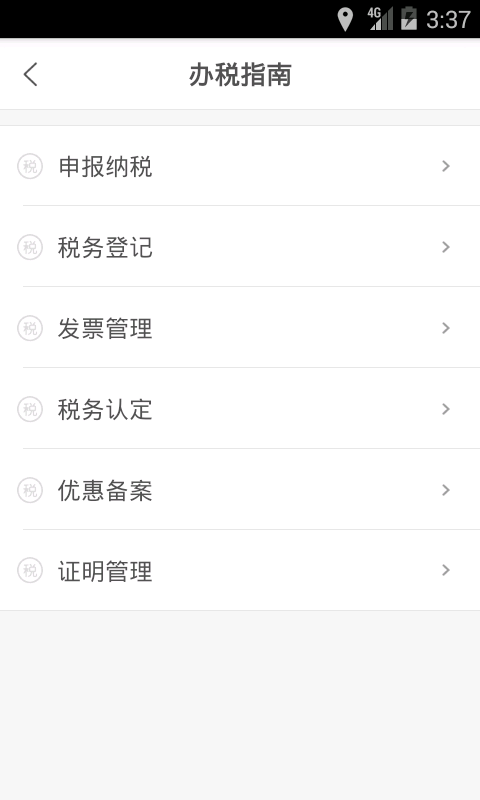 4G 3:37
办税指南
税 申报纳税
税 税务登记
税 发票管理
税 税务认定
税 优惠备案
税 证明管理